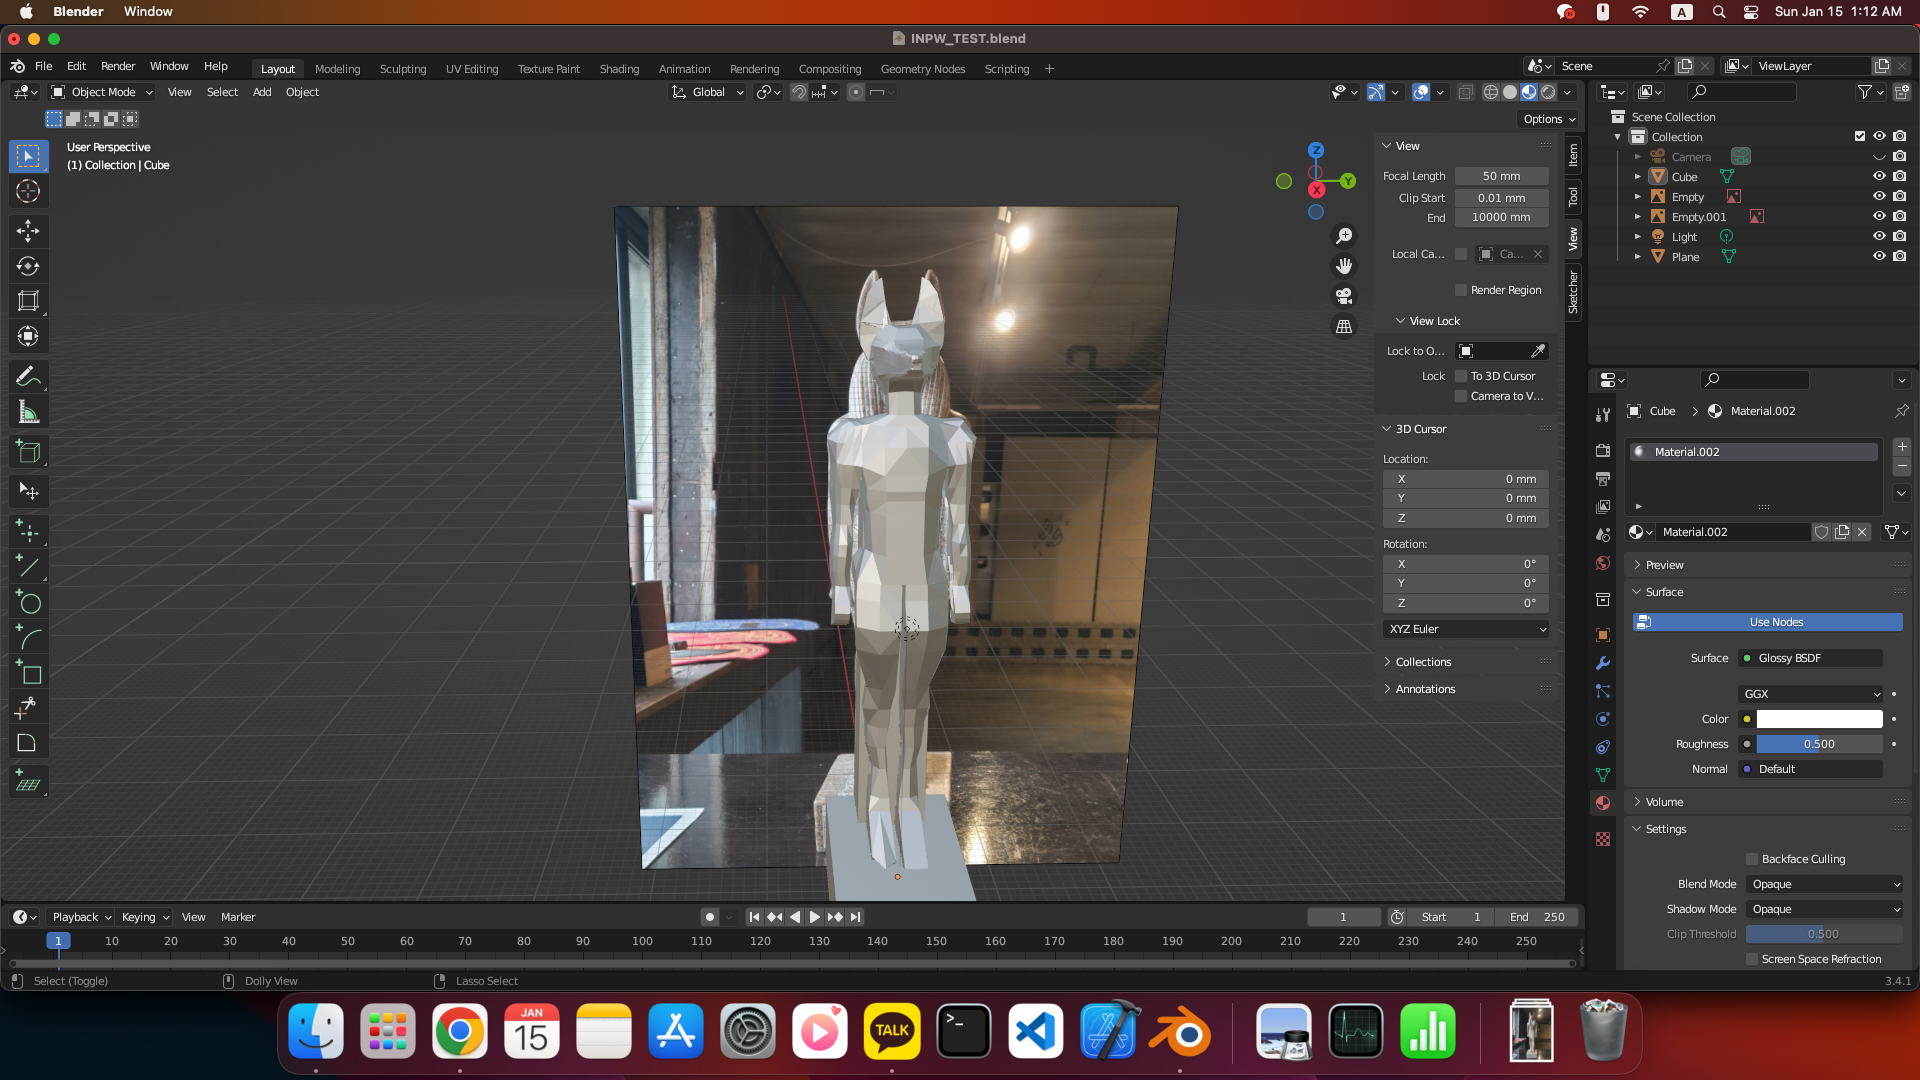 Blender Window
A
Sun Jan 15 1:12 AM
INPW_TEST.blend
File Edit Render Window Help
Layout Modeling Sculpting UV Editing Texture Paint Shading Animation Rendering Compositing Geometry Nodes Scripting +
Scene
ViewLayer
Object Mode View Select Add Object
Global
Options
User Perspective
(1) Collection | Cube
Z
Y
X
View
Focal Length 50 mm
Clip Start 0.01 mm
End 10000 mm
Local Ca... Ca...
Render Region
View Lock
Lock to O...
Lock To 3D Cursor
Camera to V...
3D Cursor
Location:
X 0 mm
Y 0 mm
Z 0 mm
Rotation:
X 0°
Y 0°
Z 0°
XYZ Euler
Collections
Annotations
Item
Tool
View
Sketcher
Scene Collection
Collection
Camera
Cube
Empty
Empty.001
Light
Plane
Cube > Material.002
Material.002
Material.002
Preview
Surface
Use Nodes
Surface Glossy BSDF
GGX
Color
Roughness 0.500
Normal Default
Volume
Settings
Backface Culling
Blend Mode Opaque
Shadow Mode Opaque
Clip Threshold 0.500
Screen Space Refraction
Playback Keying View Marker
1 Start 1 End 250
1 10 20 30 40 50 60 70 80 90 100 110 120 130 140 150 160 170 180 190 200 210 220 230 240 250
Select (Toggle) Dolly View Lasso Select
3.4.1
JAN
15
TALK
>_